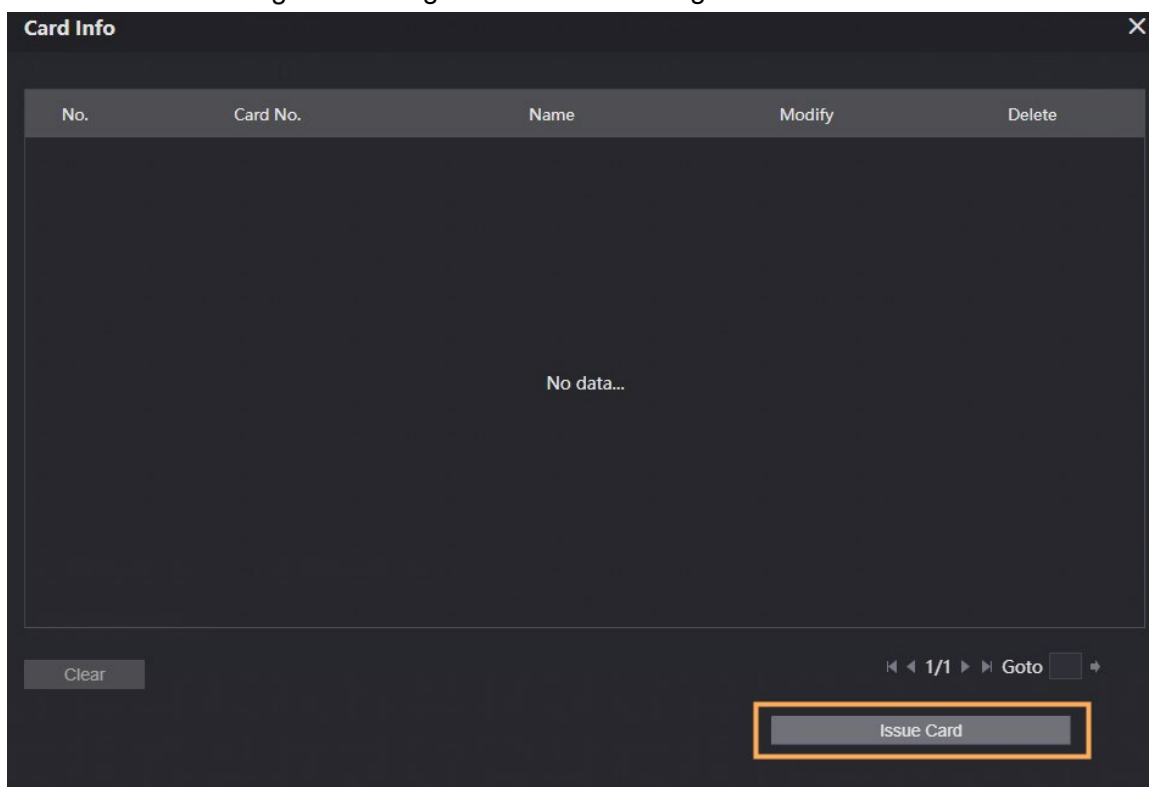 Card Info
No. Card No. Name Modify Delete
No data...
Clear 1/1 Goto
Issue Card